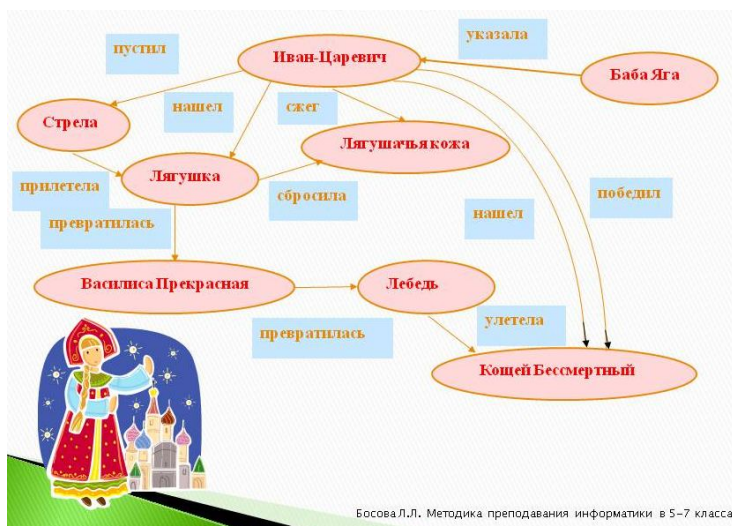 указала
пустил
Иван-Царевич
Баба Яга
нашел
сжег
Стрела
Лягушачья кожа
Лягушка
прилетела
сбросила
победил
нашел
превратилась
Василиса Прекрасная
Лебедь
превратилась
улетела
Кощей Бессмертный
Босова Л.Л. Методика преподавания информатики в 5-7 класса